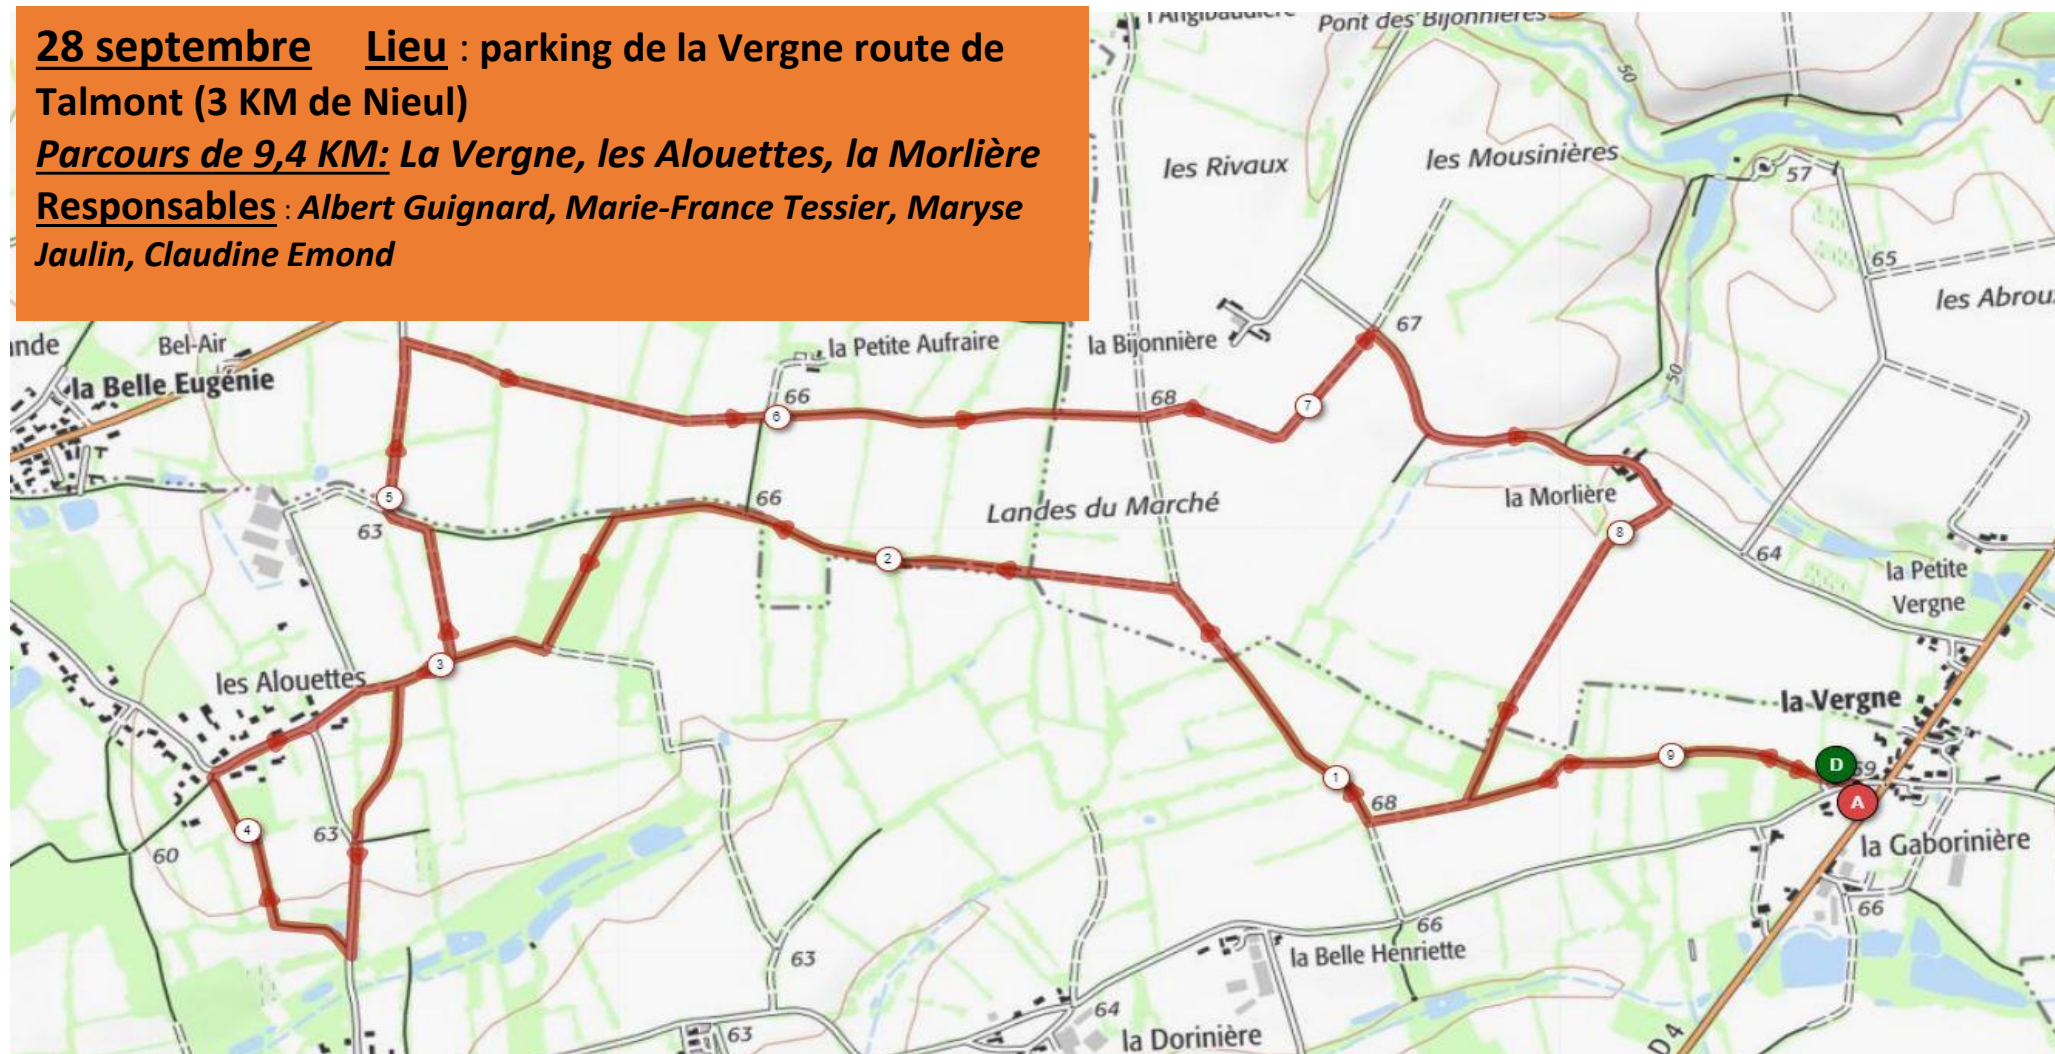 28 septembre Lieu : parking de la Vergne route de
Talmont (3 KM de Nieul)
Parcours de 9,4 KM: La Vergne, les Alouettes, la Morlière
Responsables : Albert Guignard, Marie-France Tessier, Maryse
Jaulin, Claudine Emond
l'Angibaudière
Pont des Bijonnières
50
les Rivaux
les Mousinières
57
65
les Abrou
67
Bel-Air
la Belle Eugénie
la Petite Aufraire
la Bijonnière
50
66
68
6
7
5
63
66
Landes du Marché
la Morlière
8
64
2
la Petite
Vergne
3
les Alouettes
la Vergne
9
D
59
A
1
68
4
63
60
la Gaborinière
66
66
la Belle Henriette
63
64
63
la Dorinière
D 4